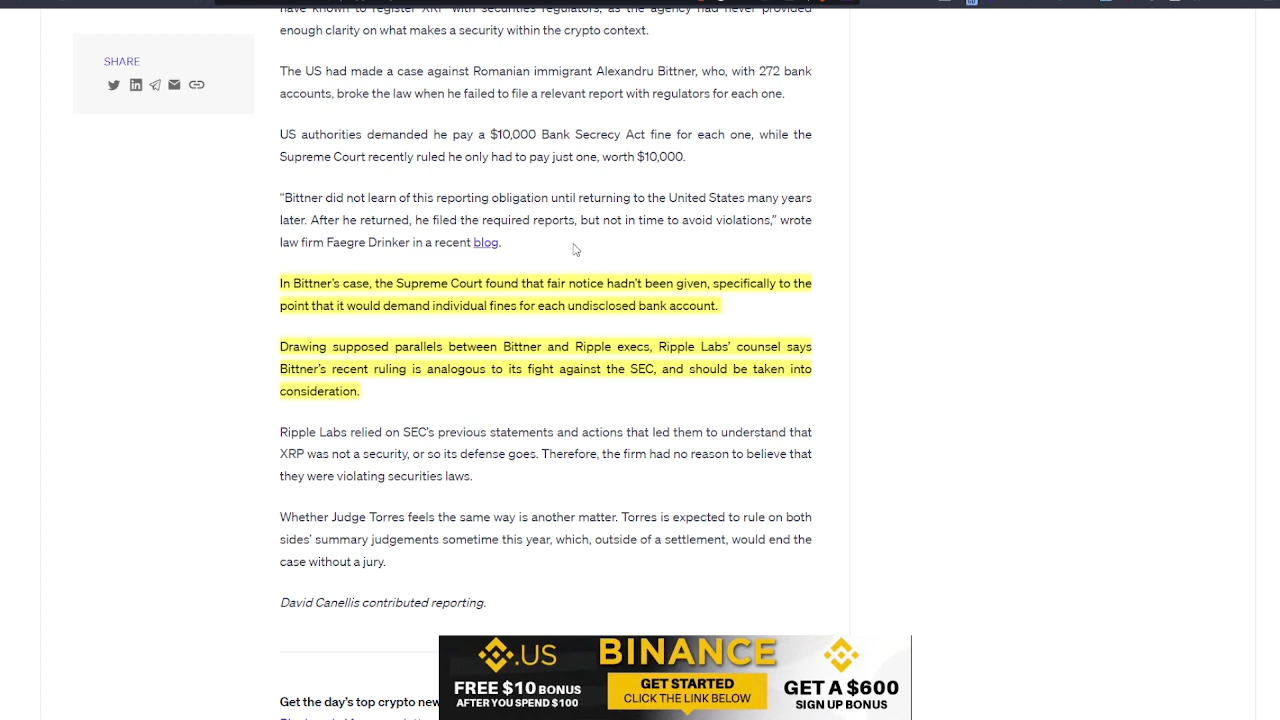 have known to register XRP with securities regulators, as the agency had never provided
enough clarity on what makes a security within the crypto context.
SHARE
The US had made a case against Romanian immigrant Alexandru Bittner, who, with 272 bank
accounts, broke the law when he failed to file a relevant report with regulators for each one.
US authorities demanded he pay a $10,000 Bank Secrecy Act fine for each one, while the
Supreme Court recently ruled he only had to pay just one, worth $10,000.
“Bittner did not learn of this reporting obligation until returning to the United States many years
later. After he returned, he filed the required reports, but not in time to avoid violations,” wrote
law firm Faegre Drinker in a recent blog.
In Bittner’s case, the Supreme Court found that fair notice hadn’t been given, specifically to the
point that it would demand individual fines for each undisclosed bank account.
Drawing supposed parallels between Bittner and Ripple execs, Ripple Labs’ counsel says
Bittner’s recent ruling is analogous to its fight against the SEC, and should be taken into
consideration.
Ripple Labs relied on SEC’s previous statements and actions that led them to understand that
XRP was not a security, or so its defense goes. Therefore, the firm had no reason to believe that
they were violating securities laws.
Whether Judge Torres feels the same way is another matter. Torres is expected to rule on both
sides’ summary judgements sometime this year, which, outside of a settlement, would end the
case without a jury.
David Canellis contributed reporting.
Get the day’s top crypto new
.US
FREE $10 BONUS
AFTER YOU SPEND $100
BINANCE
GET STARTED
CLICK THE LINK BELOW
GET A $600
SIGN UP BONUS